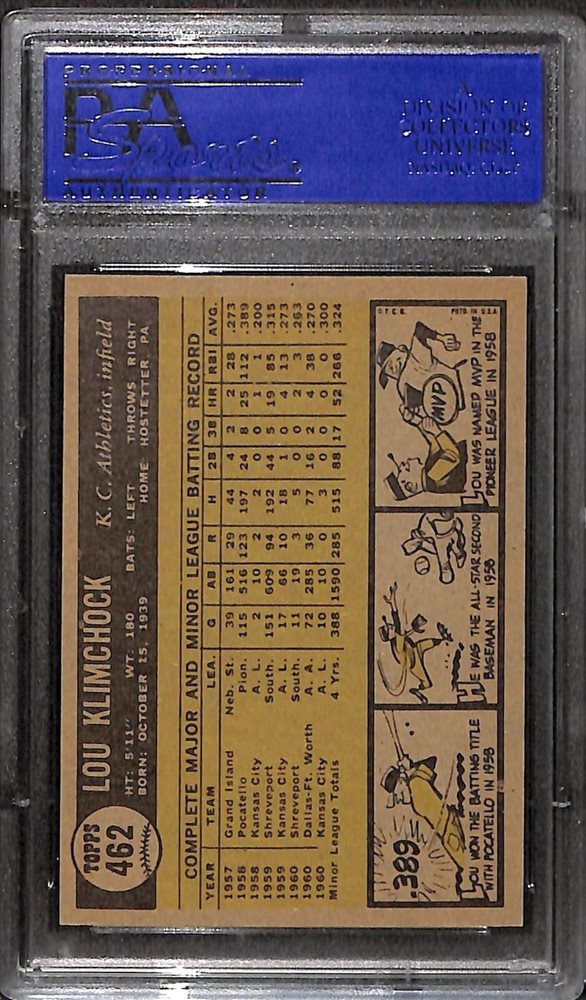 PROFESSIONAL
PSA
Sports
AUTHENTICATOR
A
DIVISION OF
COLLECTORS
UNIVERSE
NASDAQ: CLCT
TOPPS
462
LOU KLIMCHOCK K. C. Athletics, infield
HT: 5'11" WT: 180 BATS: LEFT THROWS RIGHT
BORN: OCTOBER 15, 1939 HOME HOSTETTER, PA
COMPLETE MAJOR AND MINOR LEAGUE BATTING RECORD
YEAR TEAM LEA. G AB R H 2B 3B HR RBI AVG.
1957 Grand Island Neb. St. 39 161 29 44 4 2 2 28 .273
1958 Pocatello Pion. 115 516 123 197 24 8 25 112 .389
1958 Kansas City A. L. 2 10 2 2 0 0 1 1 .200
1959 Shreveport South. 151 609 94 192 44 5 19 85 .315
1959 Kansas City A. L. 17 66 10 18 1 0 4 13 .273
1960 Shreveport South. 11 19 3 5 0 0 2 3 .263
1960 Dallas-Ft. Worth A. A. 72 285 36 77 16 2 4 38 .270
1960 Kansas City A. L. 10 10 0 3 0 0 0 0 .300
Minor League Totals 4 Yrs. 388 1590 285 515 88 17 52 266 .324
.389
LOU WON THE BATTING TITLE
WITH POCATELLO IN 1958
HE WAS THE ALL-STAR SECOND
BASEMAN IN 1958
© T. C. G. PRTD. IN U.S.A.
MVP
LOU WAS NAMED MVP IN THE
PIONEER LEAGUE IN 1958